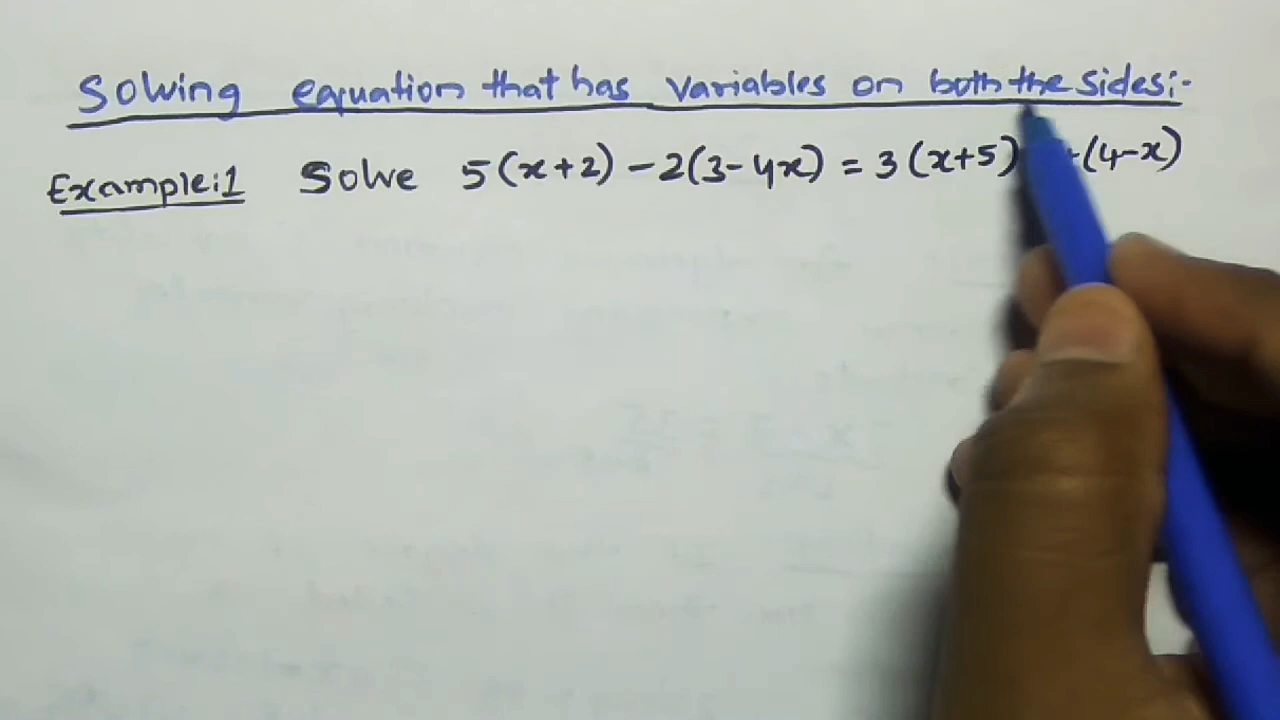 Solving equation that has variables on both the sides:-
Example:1 Solve 5(x+2) -2(3-4x) = 3(x+5) (4-x)